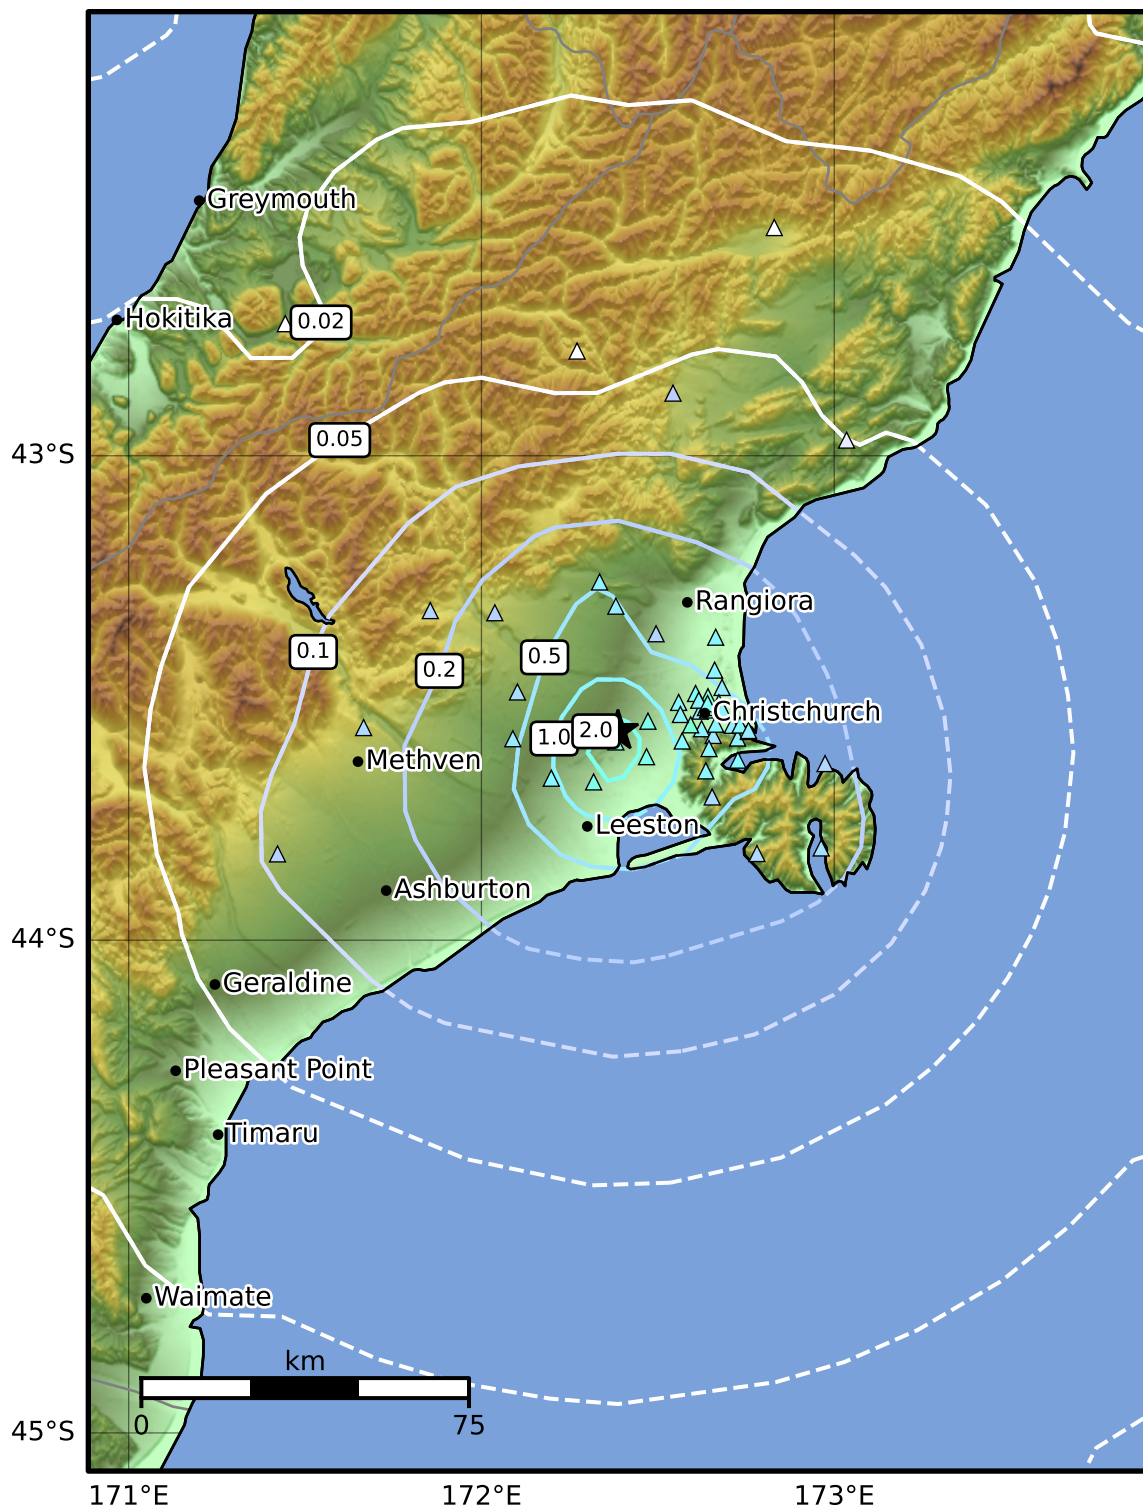 Greymouth
Hokitika
0.02
0.05
43°S
Rangiora
0.1
0.2
0.5
Christchurch
1.0
2.0
Methven
Leeston
Ashburton
44°S
Geraldine
Pleasant Point
Timaru
Waimate
km
0
75
45°S
171°E
172°E
173°E